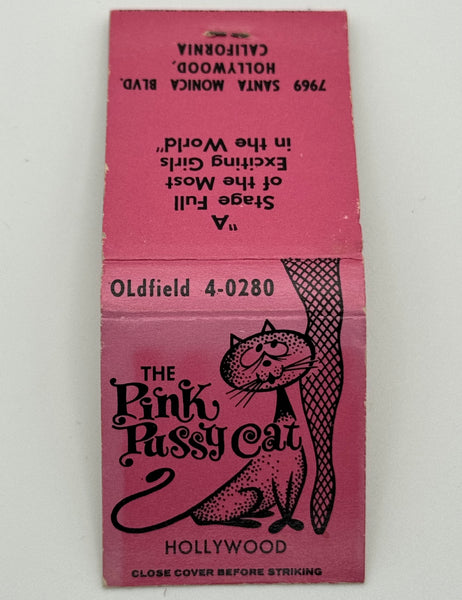 7969 SANTA MONICA BLVD.
HOLLYWOOD,
CALIFORNIA
"A
Stage Full
of the Most
Exciting Girls
in the World"
OLdfield 4-0280
THE
Pink
Pussy Cat
HOLLYWOOD
CLOSE COVER BEFORE STRIKING